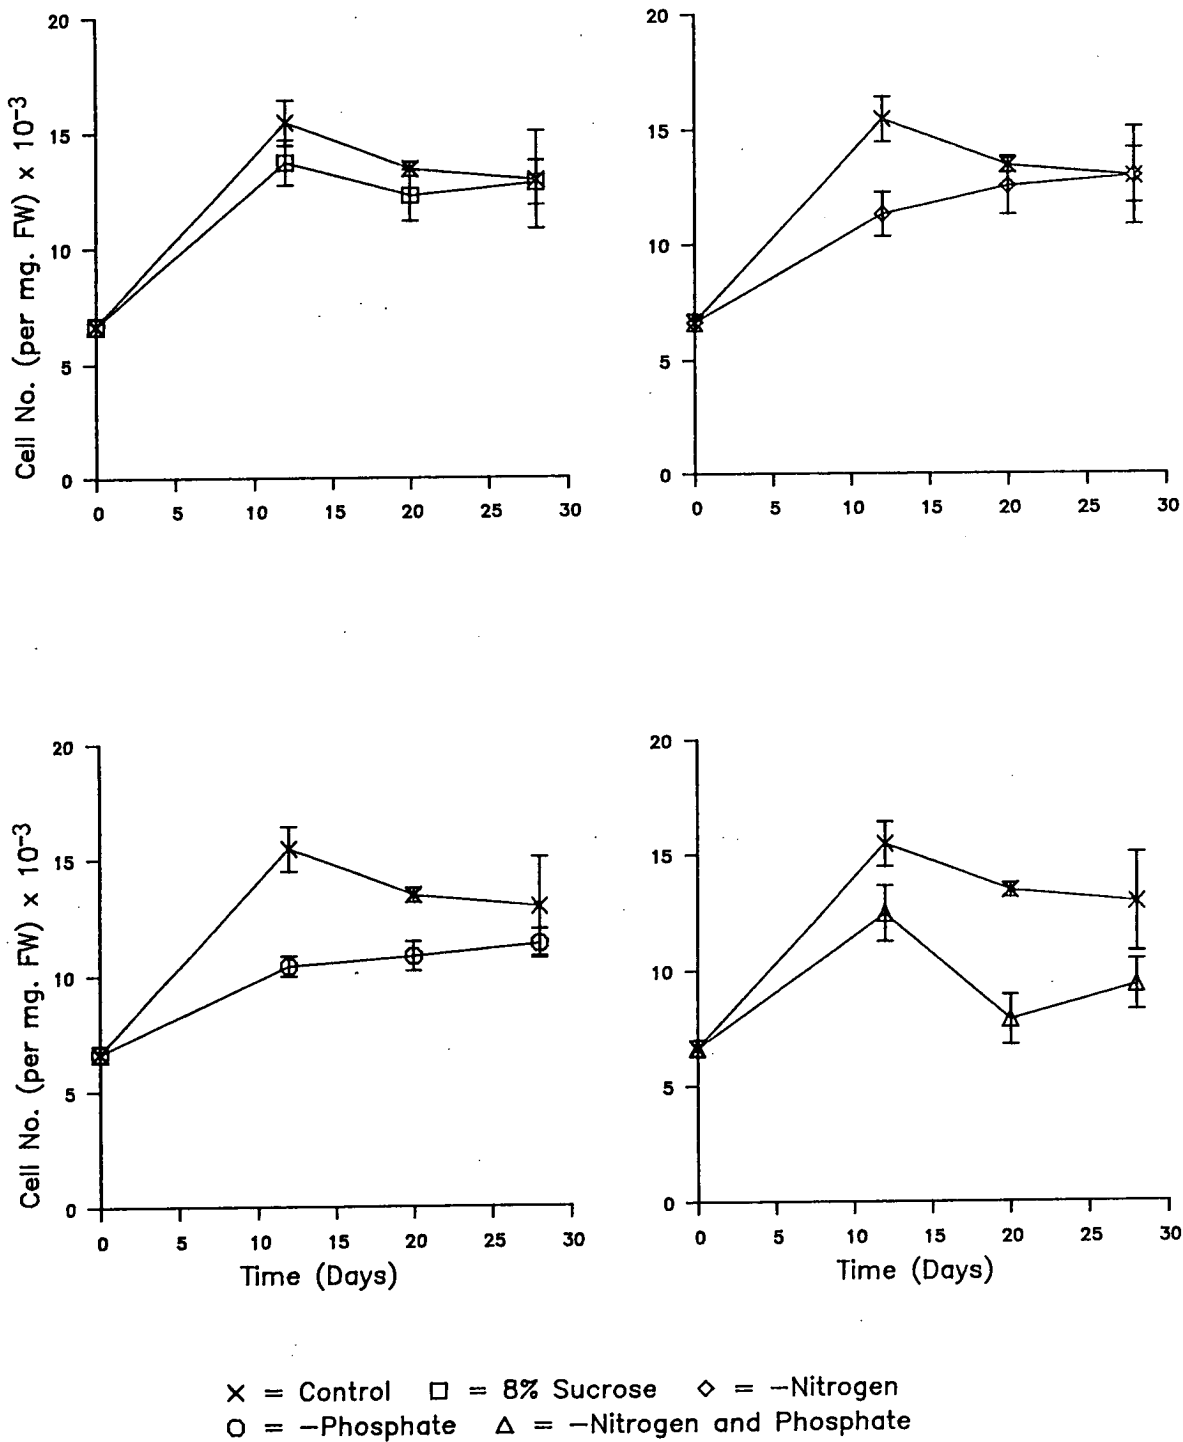 20
15
10
5
0
Cell No. (per mg. FW) x 10⁻³
0 5 10 15 20 25 30
20
15
10
5
0
0 5 10 15 20 25 30
20
15
10
5
0
Cell No. (per mg. FW) x 10⁻³
0 5 10 15 20 25 30
Time (Days)
20
15
10
5
0
0 5 10 15 20 25 30
Time (Days)
× = Control □ = 8% Sucrose ◇ = −Nitrogen
○ = −Phosphate △ = −Nitrogen and Phosphate